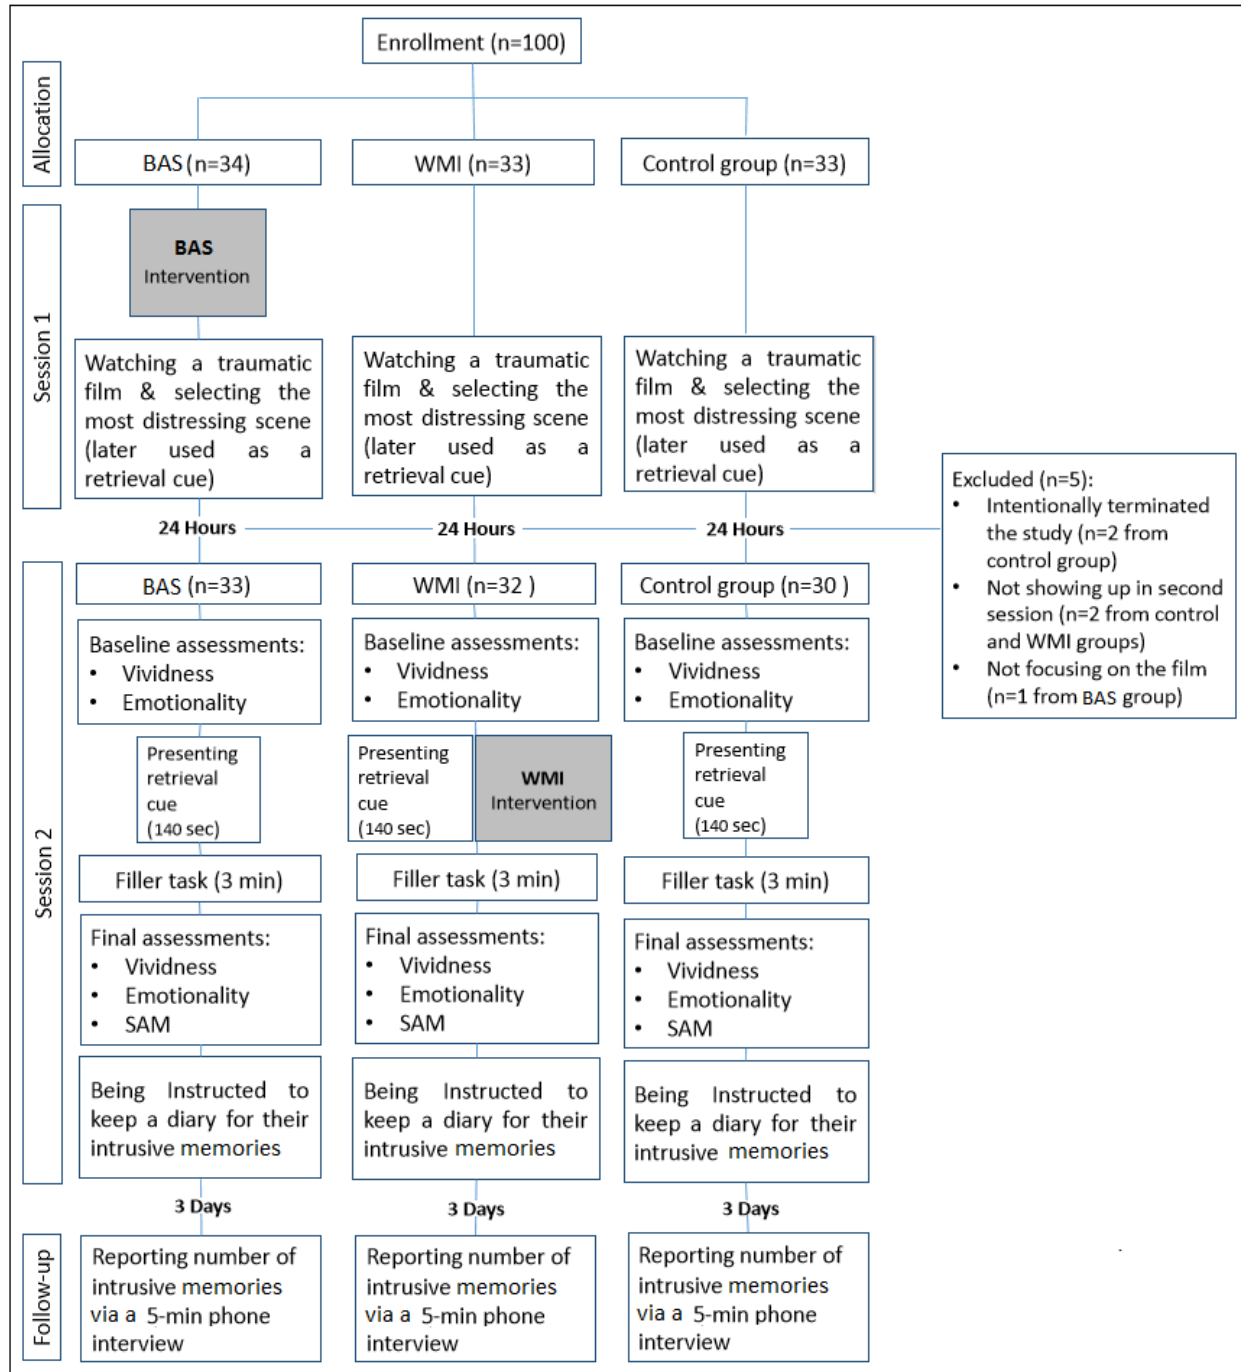 Enrollment (n=100)
Allocation
BAS (n=34)
WMI (n=33)
Control group (n=33)
Session 1
BAS
Intervention
Watching a traumatic
film & selecting the
most distressing scene
(later used as a
retrieval cue)
Watching a traumatic
film & selecting the
most distressing scene
(later used as a
retrieval cue)
Watching a traumatic
film & selecting the
most distressing scene
(later used as a
retrieval cue)
24 Hours
24 Hours
24 Hours
Excluded (n=5):
• Intentionally terminated
the study (n=2 from
control group)
• Not showing up in second
session (n=2 from control
and WMI groups)
• Not focusing on the film
(n=1 from BAS group)
Session 2
BAS (n=33)
WMI (n=32 )
Control group (n=30 )
Baseline assessments:
• Vividness
• Emotionality
Baseline assessments:
• Vividness
• Emotionality
Baseline assessments:
• Vividness
• Emotionality
Presenting
retrieval
cue
(140 sec)
Presenting
retrieval
cue
(140 sec)
WMI
Intervention
Presenting
retrieval
cue
(140 sec)
Filler task (3 min)
Filler task (3 min)
Filler task (3 min)
Final assessments:
• Vividness
• Emotionality
• SAM
Final assessments:
• Vividness
• Emotionality
• SAM
Final assessments:
• Vividness
• Emotionality
• SAM
Being Instructed to
keep a diary for their
intrusive memories
Being Instructed to
keep a diary for their
intrusive memories
Being Instructed to
keep a diary for their
intrusive memories
3 Days
3 Days
3 Days
Follow-up
Reporting number of
intrusive memories
via a 5-min phone
interview
Reporting number of
intrusive memories
via a 5-min phone
interview
Reporting number of
intrusive memories
via a 5-min phone
interview